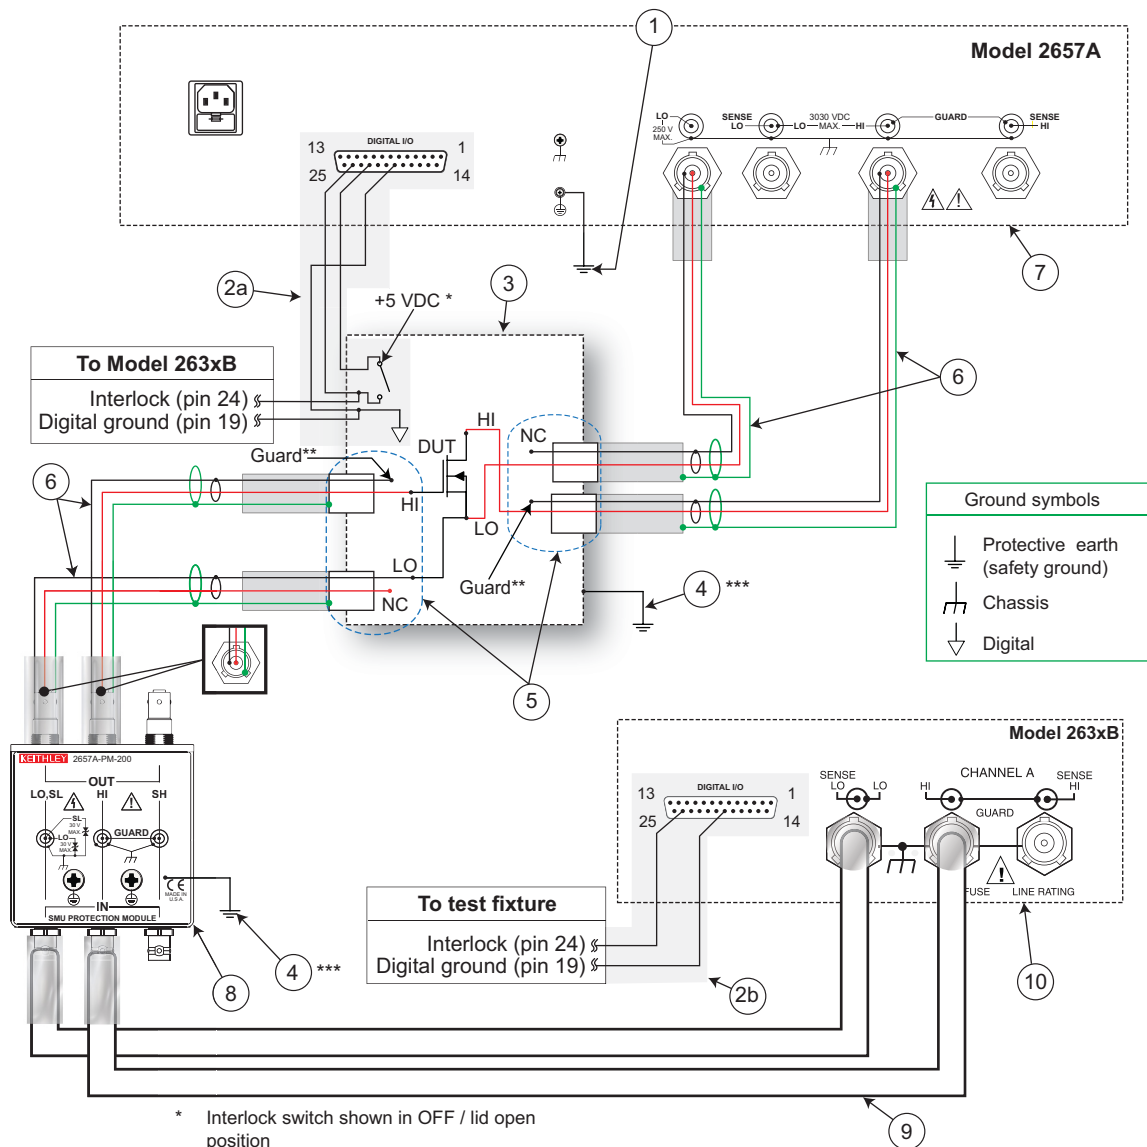 1
Model 2657A
LO
250 V
MAX.
SENSE
LO
LO
3030 VDC
MAX.
HI
GUARD
SENSE
HI
DIGITAL I/O
13
1
25
14
7
2a
3
+5 VDC *
To Model 263xB
Interlock (pin 24)
Digital ground (pin 19)
6
HI
NC
DUT
Guard**
6
HI
LO
LO
Guard**
NC
4 ***
5
Ground symbols
Protective earth
(safety ground)
Chassis
Digital
KEITHLEY 2657A-PM-200
OUT
LO,SL
HI
SH
SL
30 V
MAX.
LO
30 V
MAX.
GUARD
CE
MADE IN
U.S.A.
IN
SMU PROTECTION MODULE
8
4 ***
Model 263xB
DIGITAL I/O
13
1
25
14
SENSE
LO
LO
CHANNEL A
HI
SENSE
HI
GUARD
FUSE
LINE RATING
10
To test fixture
Interlock (pin 24)
Digital ground (pin 19)
2b
9
* Interlock switch shown in OFF / lid open
position